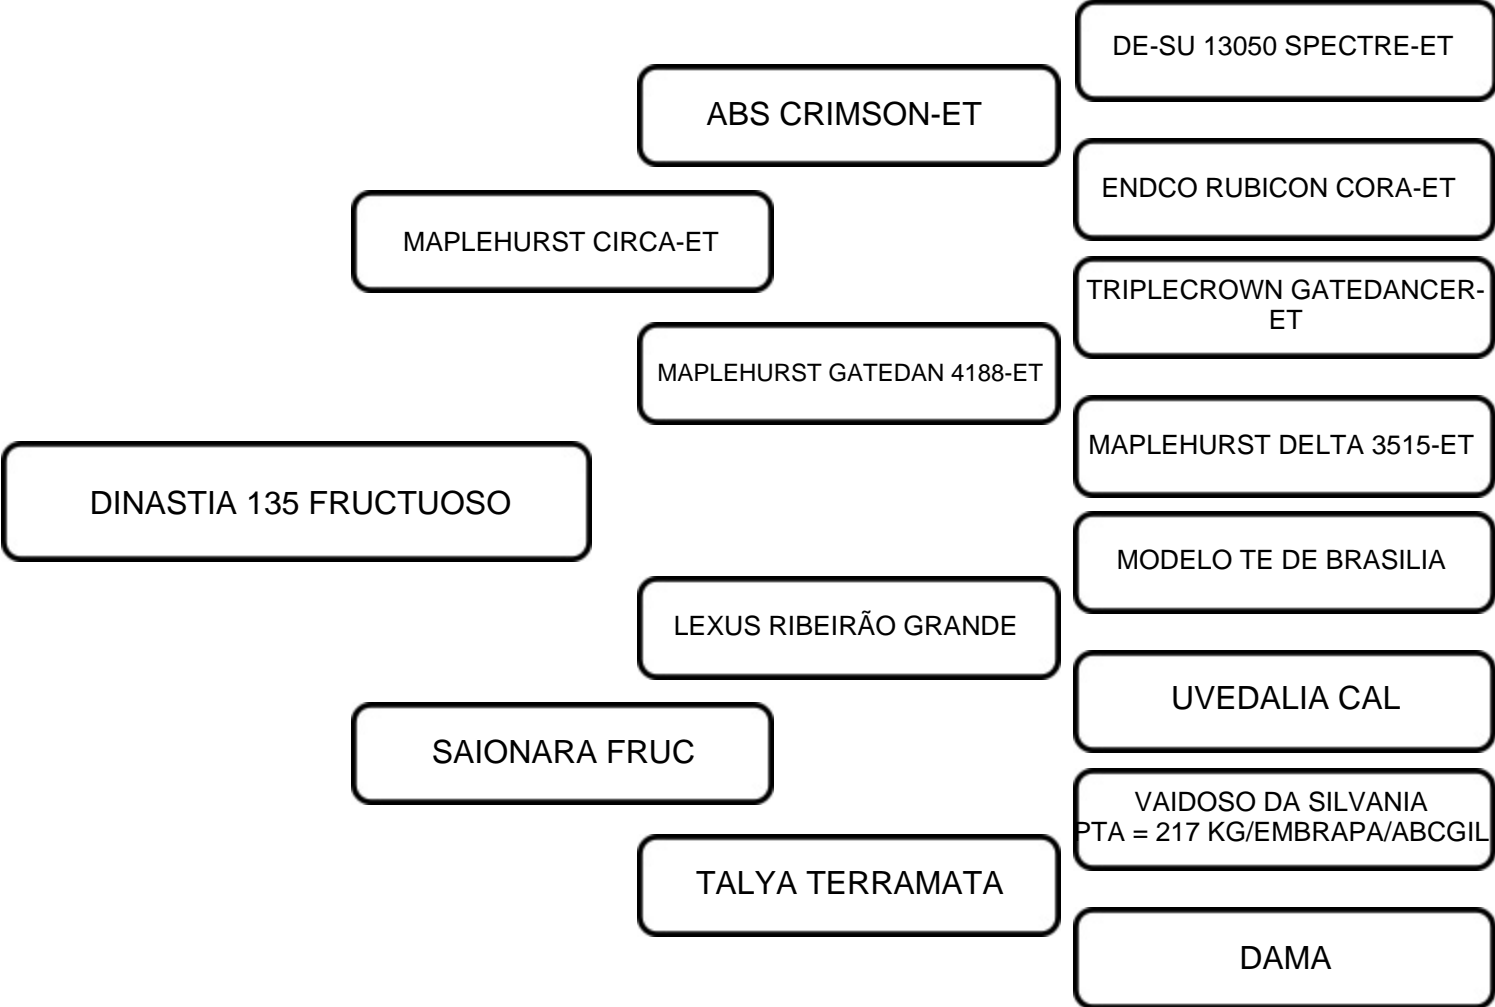 DE-SU 13050 SPECTRE-ET
ABS CRIMSON-ET
ENDCO RUBICON CORA-ET
MAPLEHURST CIRCA-ET
TRIPLECROWN GATEDANCER-
ET
MAPLEHURST GATEDAN 4188-ET
MAPLEHURST DELTA 3515-ET
DINASTIA 135 FRUCTUOSO
MODELO TE DE BRASILIA
LEXUS RIBEIRÃO GRANDE
UVEDALIA CAL
SAIONARA FRUC
VAIDOSO DA SILVANIA
PTA = 217 KG/EMBRAPA/ABCGIL
TALYA TERRAMATA
DAMA